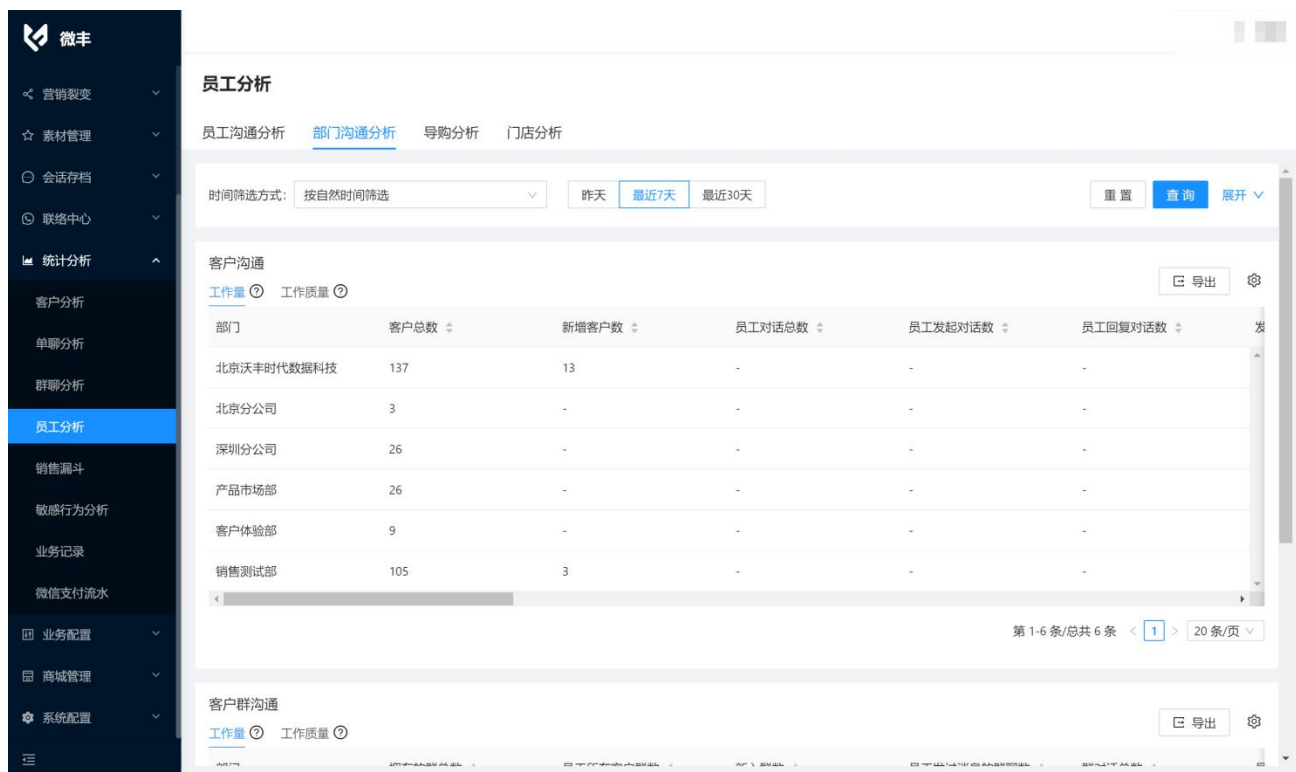 微丰
营销裂变
素材管理
会话存档
联络中心
统计分析
客户分析
单聊分析
群聊分析
员工分析
销售漏斗
敏感行为分析
业务记录
微信支付流水
业务配置
商城管理
系统配置
员工分析
员工沟通分析 部门沟通分析 导购分析 门店分析
时间筛选方式: 按自然时间筛选 昨天 最近7天 最近30天 重置 查询 展开
客户沟通
导出
工作量 工作质量
部门 客户总数 新增客户数 员工对话总数 员工发起对话数 员工回复对话数
北京沃丰时代数据科技 137 13 - - -
北京分公司 3 - - - -
深圳分公司 26 - - - -
产品市场部 26 - - - -
客户体验部 9 - - - -
销售测试部 105 3 - - -
第 1-6 条/总共 6 条 < 1 > 20 条/页
客户群沟通
导出
工作量 工作质量